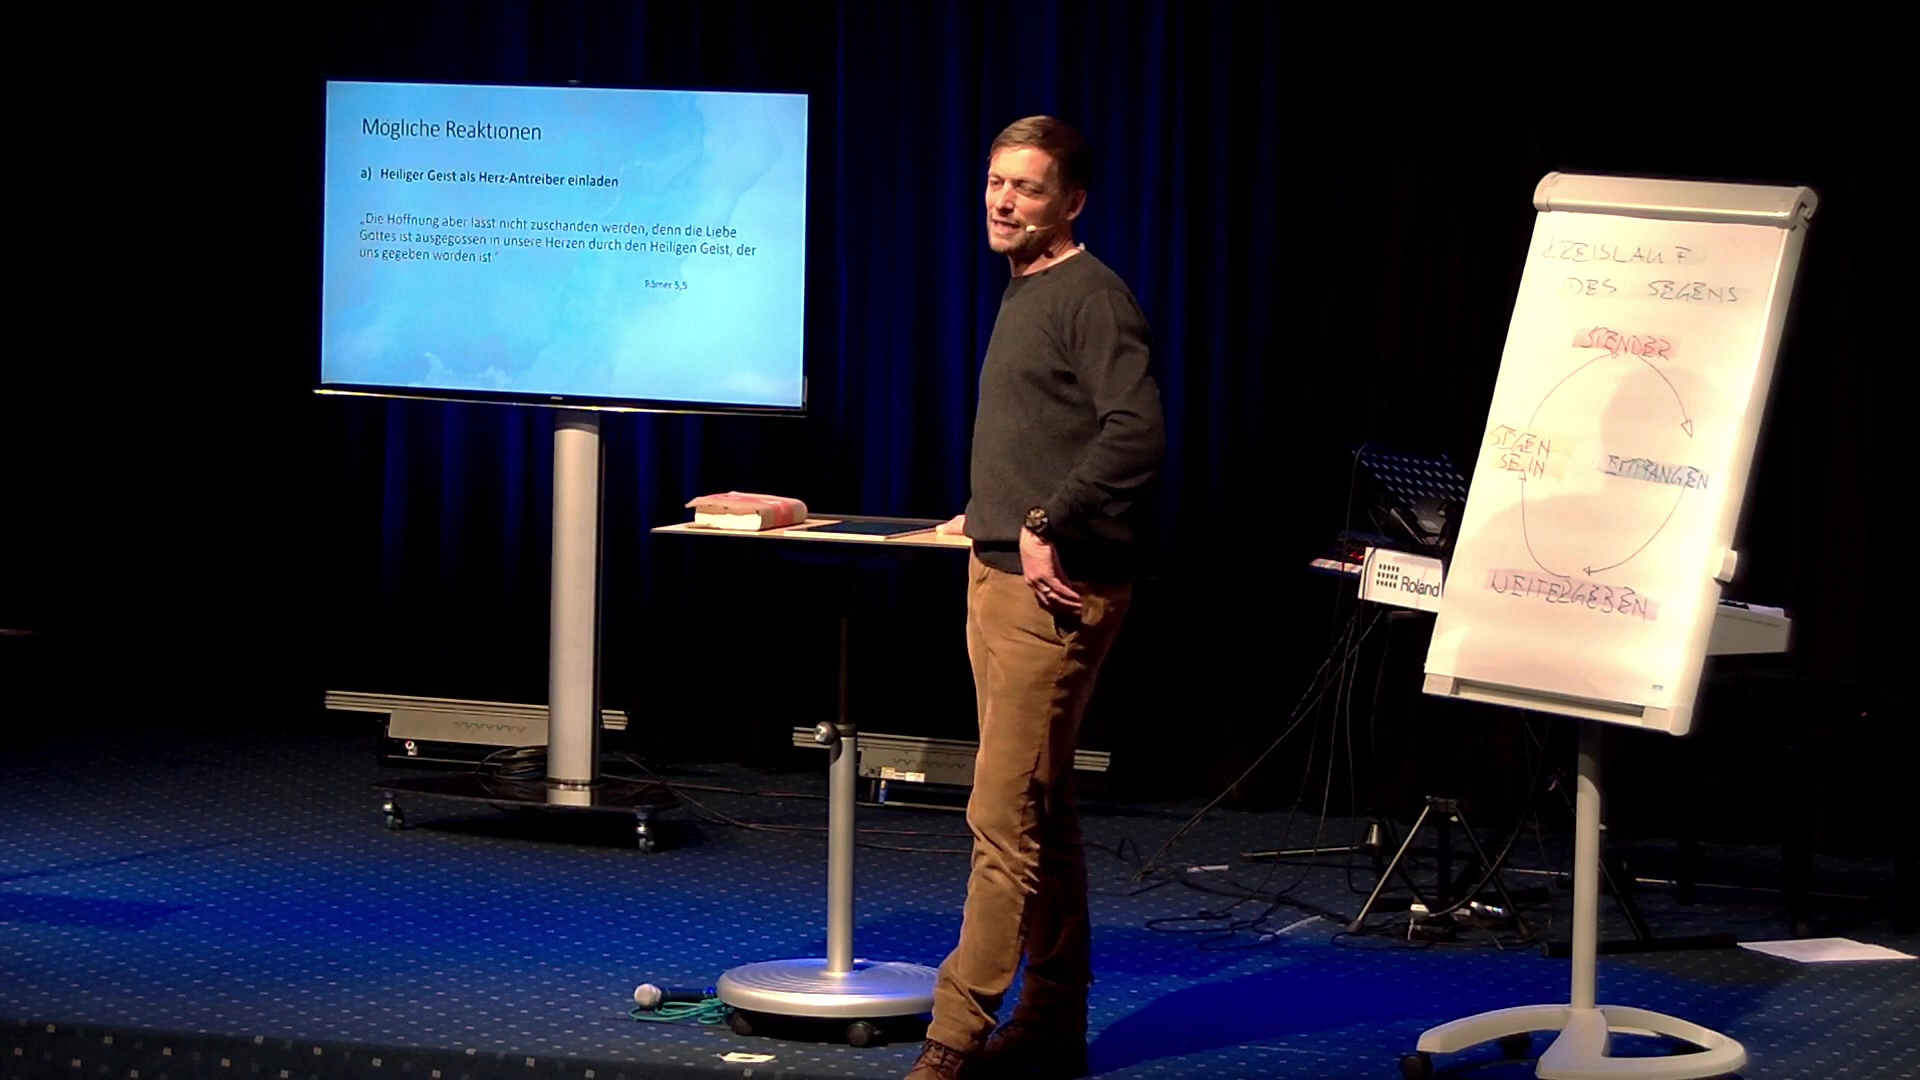 Mögliche Reaktionen
a) Heiliger Geist als Herz-Antreiber einladen
„Die Hoffnung aber lässt nicht zuschanden werden, denn die Liebe
Gottes ist ausgegossen in unsere Herzen durch den Heiligen Geist, der
uns gegeben worden ist“
Römer 5,5
KREISLAUF
DES SEGENS
SPENDER
SEGEN
SEIN
EMPFANGEN
WEITERGEBEN
Roland